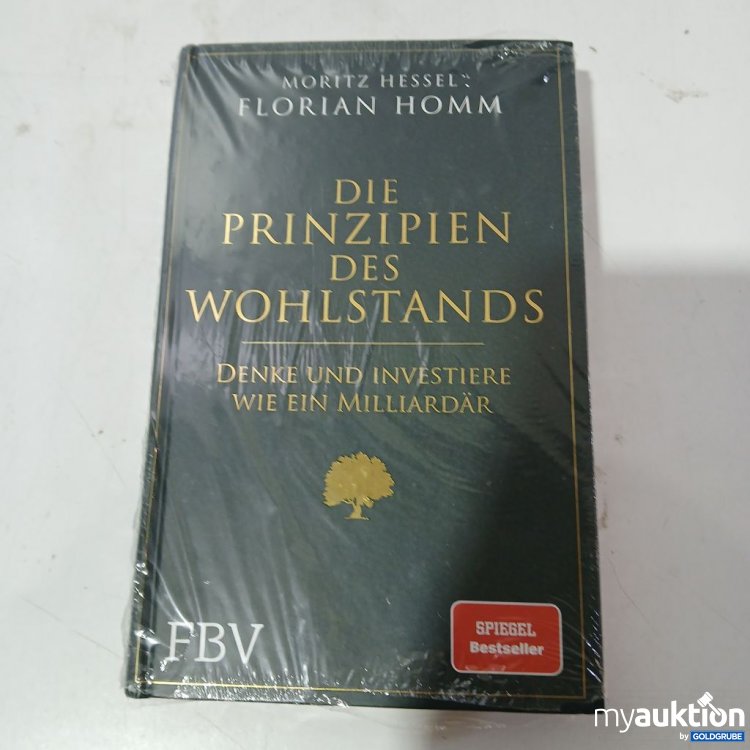 MORITZ HESSEL
FLORIAN HOMM
DIE
PRINZIPIEN
DES
WOHLSTANDS
DENKE UND INVESTIERE
WIE EIN MILLIARDÄR
FBV
SPIEGEL
Bestseller
myauktion
by GOLDGRUBE